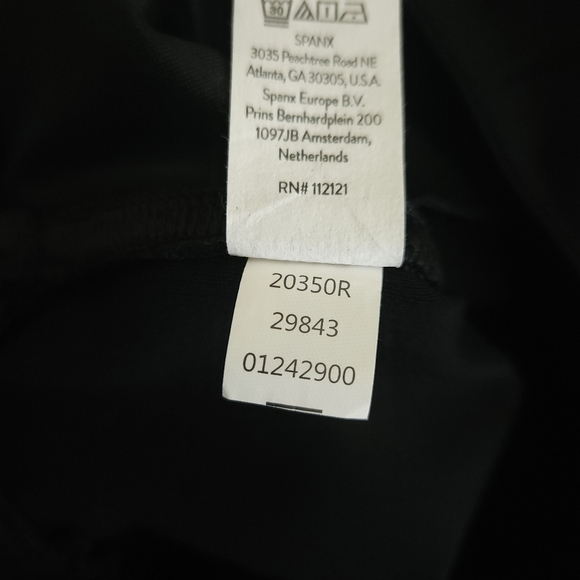 30
SPANX
3035 Peachtree Road NE
Atlanta, GA 30305, U.S.A.
Spanx Europe B.V.
Prins Bernhardplein 200
1097JB Amsterdam,
Netherlands
RN# 112121
20350R
29843
01242900